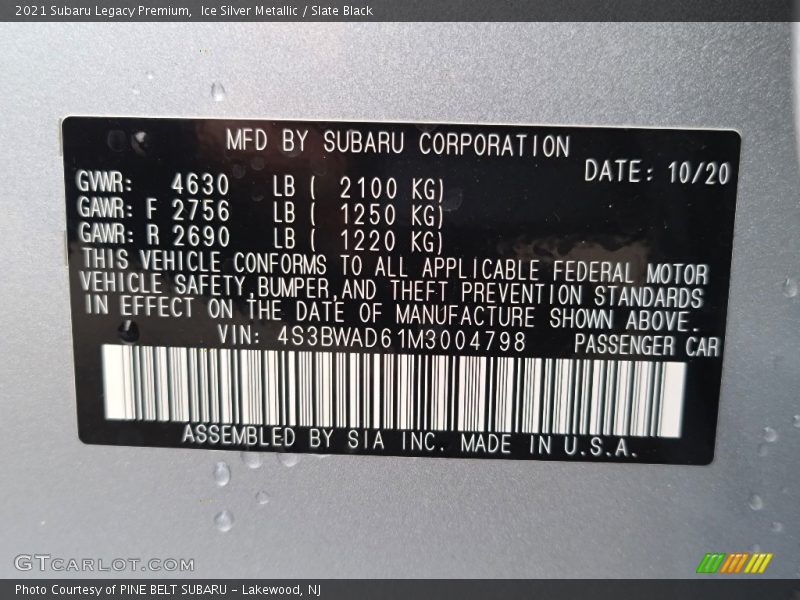 2021 Subaru Legacy Premium,  Ice Silver Metallic / Slate Black
MFD BY SUBARU CORPORATION
DATE: 10/20
GVWR: 4630 LB ( 2100 KG)
GAWR: F 2756 LB ( 1250 KG)
GAWR: R 2690 LB ( 1220 KG)
THIS VEHICLE CONFORMS TO ALL APPLICABLE FEDERAL MOTOR
VEHICLE SAFETY,BUMPER,AND THEFT PREVENTION STANDARDS
IN EFFECT ON THE DATE OF MANUFACTURE SHOWN ABOVE.
VIN: 4S3BWAD61M3004798 PASSENGER CAR
ASSEMBLED BY SIA INC. MADE IN U.S.A.
GTCARLOT.COM
Photo Courtesy of PINE BELT SUBARU - Lakewood, NJ